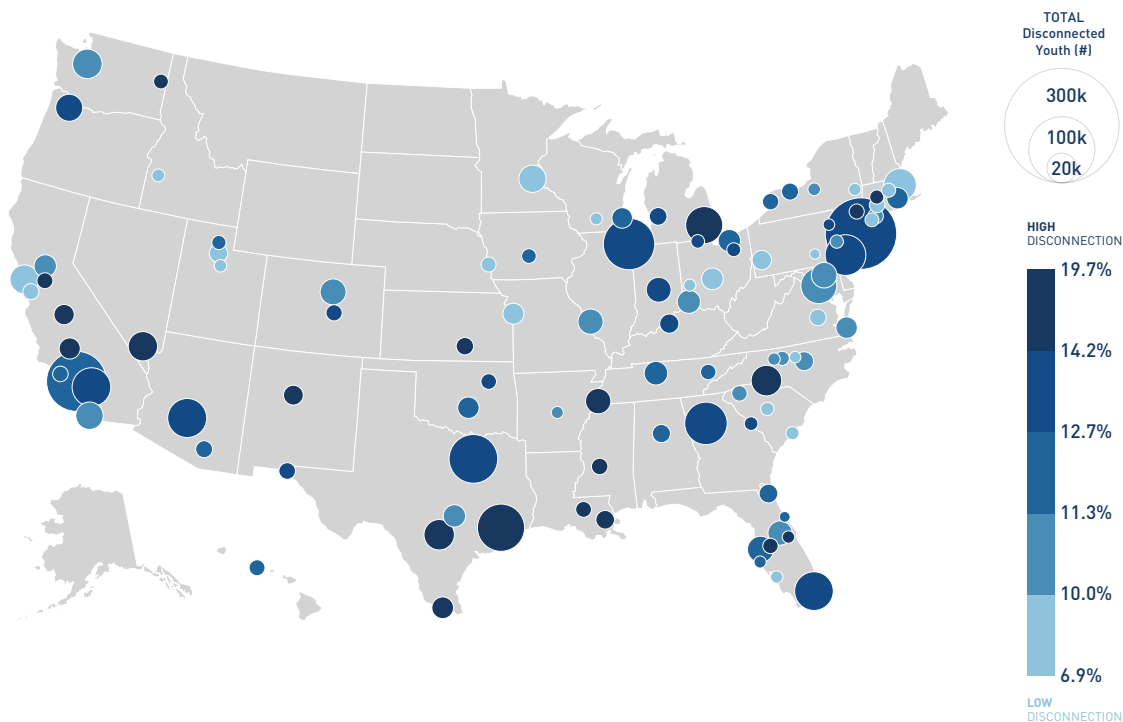 TOTAL
Disconnected
Youth (#)
300k
100k
20k
HIGH
DISCONNECTION
19.7%
14.2%
12.7%
11.3%
10.0%
6.9%
LOW
DISCONNECTION